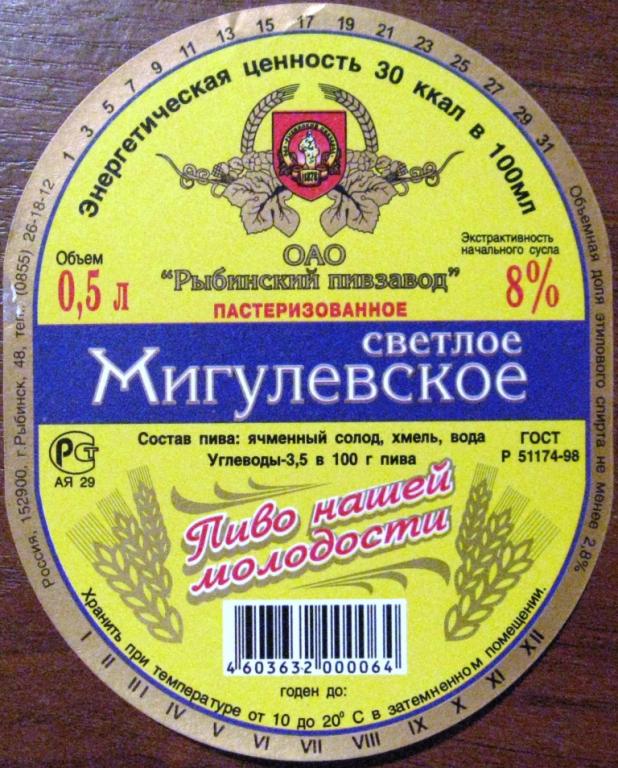 1 3 5 7 9 11 13 15 17 19 21 23 25 27 29 31
Энергетическая ценность 30 ккал в 100мл
1876
ОАО
"Рыбинский пивзавод"
ПАСТЕРИЗОВАННОЕ
Объем
0,5 л
Экстрактивность
начального сусла
8%
светлое
Мигулевское
Состав пива: ячменный солод, хмель, вода
Углеводы-3,5 в 100 г пива
РСТ
АЯ 29
ГОСТ
Р 51174-98
Пиво нашей
молодости
4 603632 000064
годен до:
Хранить при температуре от 10 до 20⁰ С в затемненном помещении.
I II III IV V VI VII VIII IX X XI XII
Россия, 152900, г.Рыбинск, 48, тел. (0855) 26-18-12
Объемная доля этилового спирта не менее 2,8%